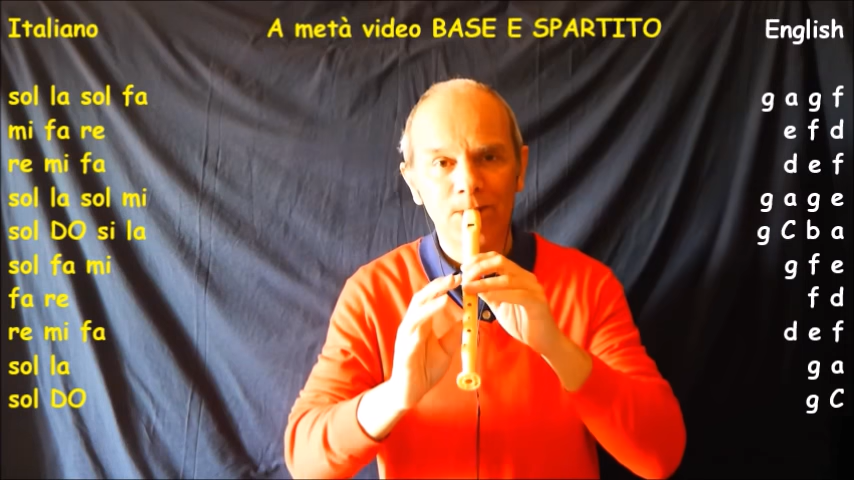 Italiano
A metà video BASE E SPARTITO
English
sol la sol fa
mi fa re
re mi fa
sol la sol mi
sol DO si la
sol fa mi
fa re
re mi fa
sol la
sol DO
g a g f
e f d
d e f
g a g e
g C b a
g f e
f d
d e f
g a
g C